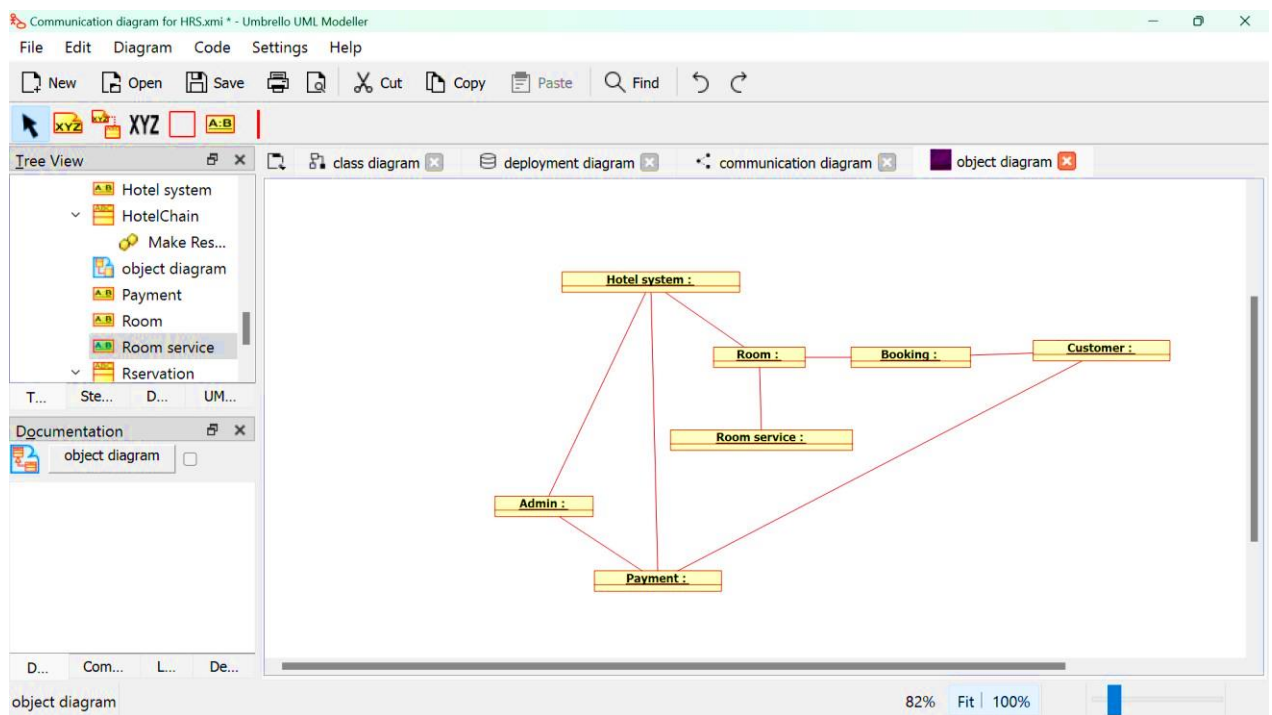 Communication diagram for HRS.xmi * - Umbrello UML Modeller
File Edit Diagram Code Settings Help
New Open Save Cut Copy Paste Find
XYZ XYZ A:B
Tree View
class diagram deployment diagram communication diagram object diagram
Hotel system
HotelChain
Make Res...
object diagram
Payment
Room
Room service
Rservation
T... Ste... D... UM...
Documentation
object diagram
Hotel system :
Room : Booking : Customer :
Room service :
Admin :
Payment :
D... Com... L... De...
object diagram 82% Fit 100%